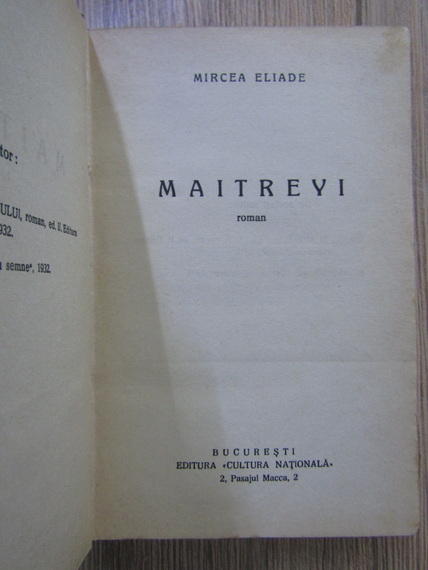 tor:
ULUI, roman, ed. II. Editura
932.
semne", 1932.
MIRCEA ELIADE
MAITREYI
roman
BUCUREȘTI
EDITURA «CULTURA NAȚIONALĂ»
2, Pasajul Macca, 2